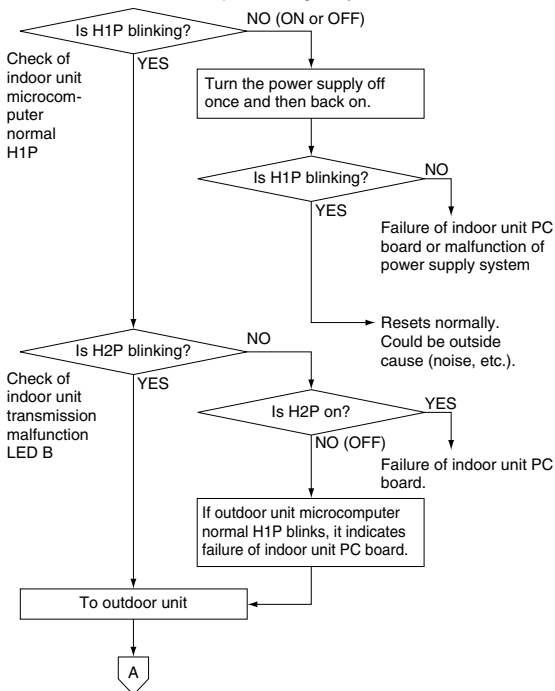 Is H1P blinking?
NO (ON or OFF)
YES
Check of
indoor unit
microcom-
puter
normal
H1P
Turn the power supply off
once and then back on.
Is H1P blinking?
NO
YES
Failure of indoor unit PC
board or malfunction of
power supply system
Resets normally.
Could be outside
cause (noise, etc.).
Is H2P blinking?
NO
YES
Check of
indoor unit
transmission
malfunction
LED B
Is H2P on?
YES
NO (OFF)
Failure of indoor unit PC
board.
If outdoor unit microcomputer
normal H1P blinks, it indicates
failure of indoor unit PC board.
To outdoor unit
A